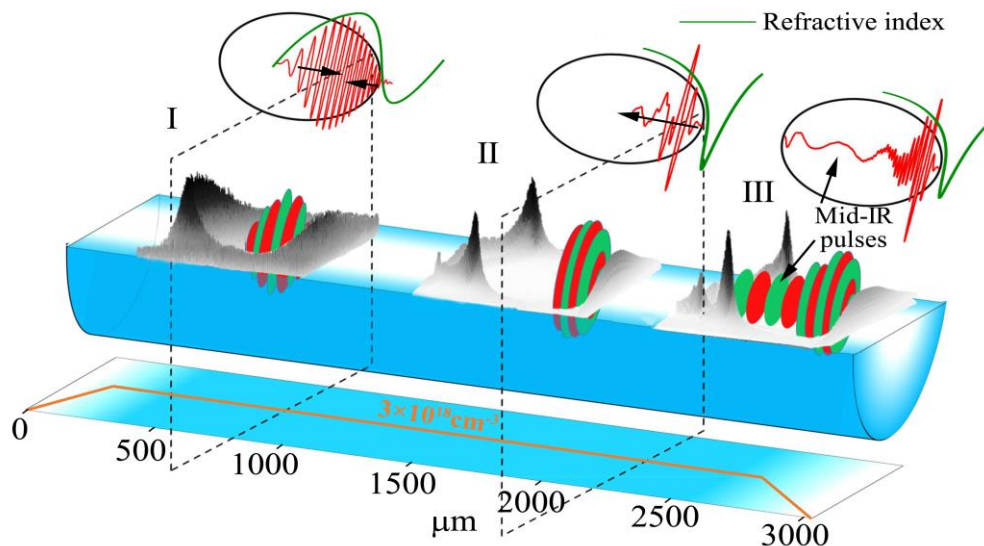 Refractive index
I
II
III
Mid-IR
pulses
3×10¹⁸cm⁻³
0
500
1000
1500
2000
2500
3000
μm